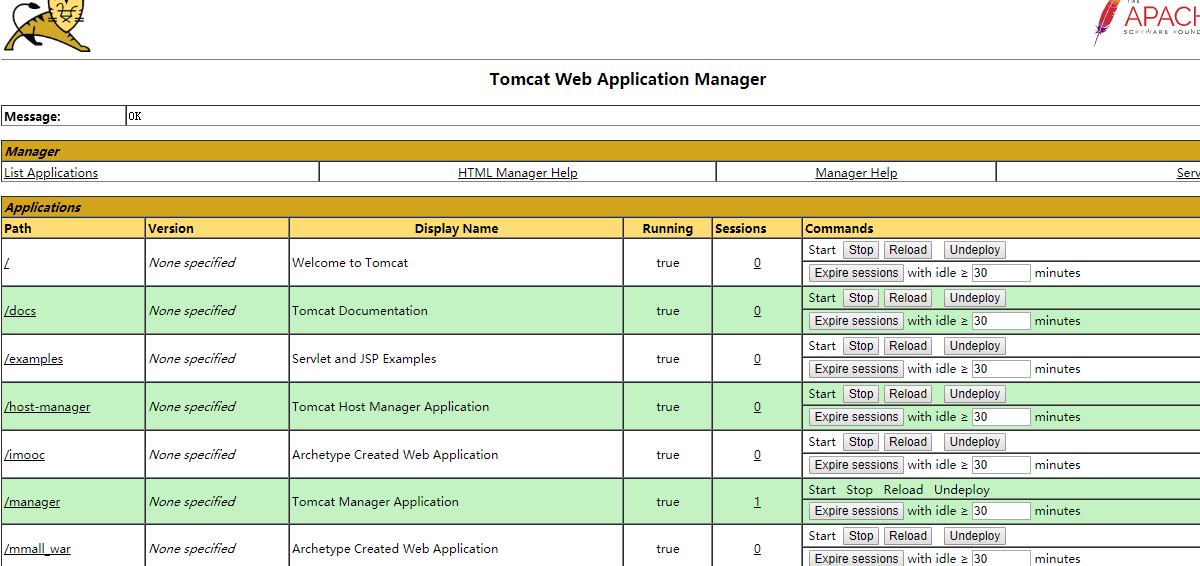 THE
APACH
SOFTWARE FOUND
Tomcat Web Application Manager
Message: OK
Manager
List Applications HTML Manager Help Manager Help Serv
Applications
Path Version Display Name Running Sessions Commands
/ None specified Welcome to Tomcat true 0 Start Stop Reload Undeploy
Expire sessions with idle ≥ 30 minutes
/docs None specified Tomcat Documentation true 0 Start Stop Reload Undeploy
Expire sessions with idle ≥ 30 minutes
/examples None specified Servlet and JSP Examples true 0 Start Stop Reload Undeploy
Expire sessions with idle ≥ 30 minutes
/host-manager None specified Tomcat Host Manager Application true 0 Start Stop Reload Undeploy
Expire sessions with idle ≥ 30 minutes
/imooc None specified Archetype Created Web Application true 0 Start Stop Reload Undeploy
Expire sessions with idle ≥ 30 minutes
/manager None specified Tomcat Manager Application true 1 Start Stop Reload Undeploy
Expire sessions with idle ≥ 30 minutes
/mmall_war None specified Archetype Created Web Application true 0 Start Stop Reload Undeploy
Expire sessions with idle ≥ 30 minutes